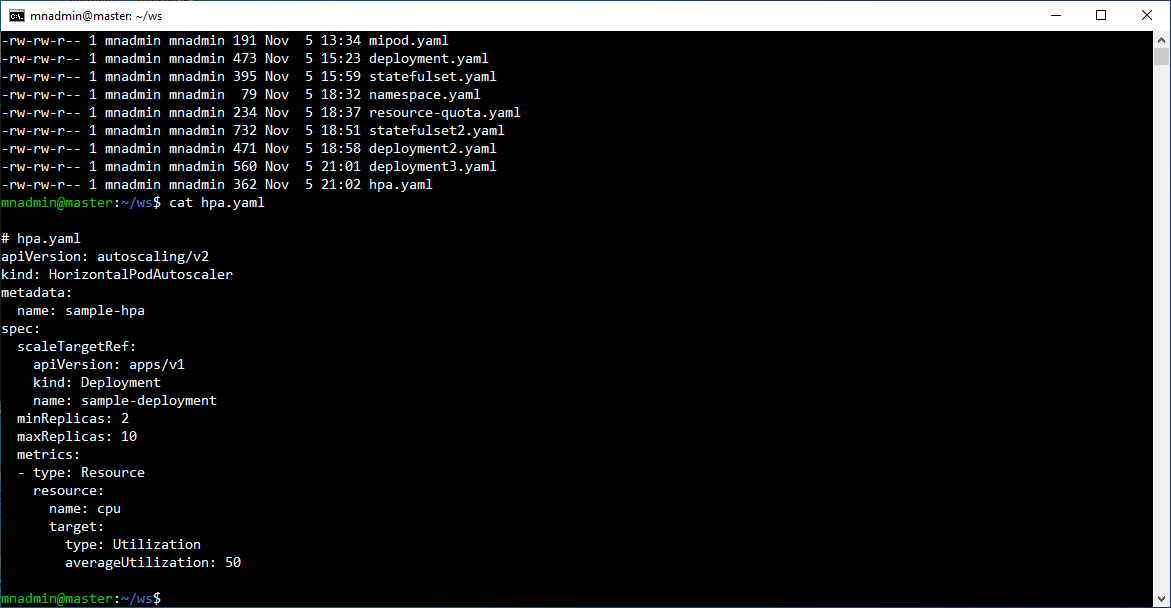 mnadmin@master: ~/ws
-rw-rw-r-- 1 mnadmin mnadmin 191 Nov  5 13:34 mipod.yaml
-rw-rw-r-- 1 mnadmin mnadmin 473 Nov  5 15:23 deployment.yaml
-rw-rw-r-- 1 mnadmin mnadmin 395 Nov  5 15:59 statefulset.yaml
-rw-rw-r-- 1 mnadmin mnadmin  79 Nov  5 18:32 namespace.yaml
-rw-rw-r-- 1 mnadmin mnadmin 234 Nov  5 18:37 resource-quota.yaml
-rw-rw-r-- 1 mnadmin mnadmin 732 Nov  5 18:51 statefulset2.yaml
-rw-rw-r-- 1 mnadmin mnadmin 471 Nov  5 18:58 deployment2.yaml
-rw-rw-r-- 1 mnadmin mnadmin 560 Nov  5 21:01 deployment3.yaml
-rw-rw-r-- 1 mnadmin mnadmin 362 Nov  5 21:02 hpa.yaml
mnadmin@master:~/ws$ cat hpa.yaml
# hpa.yaml
apiVersion: autoscaling/v2
kind: HorizontalPodAutoscaler
metadata:
  name: sample-hpa
spec:
  scaleTargetRef:
    apiVersion: apps/v1
    kind: Deployment
    name: sample-deployment
  minReplicas: 2
  maxReplicas: 10
  metrics:
  - type: Resource
    resource:
      name: cpu
      target:
        type: Utilization
        averageUtilization: 50
mnadmin@master:~/ws$